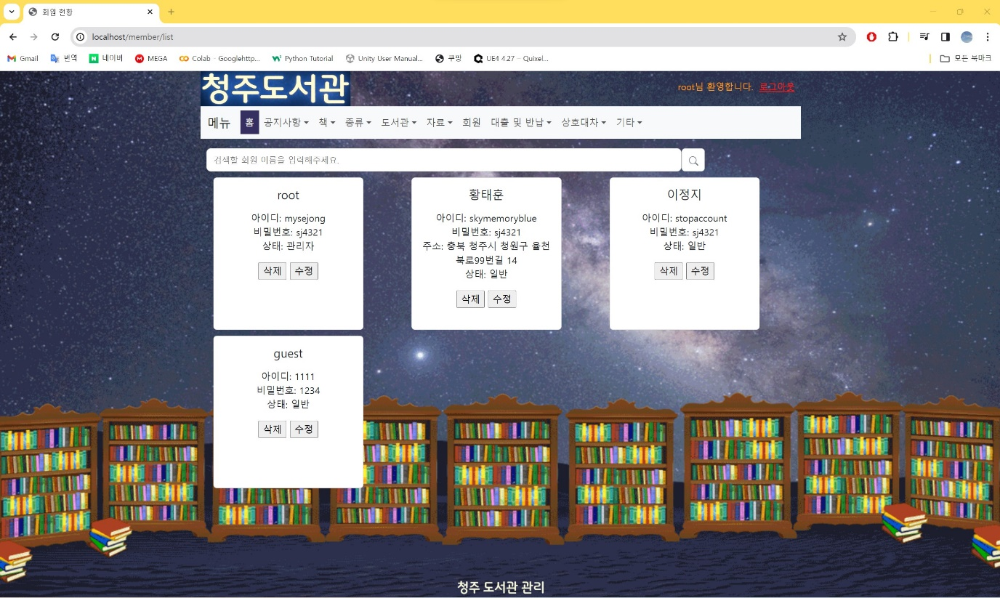 회원 현황
localhost/member/list
Gmail
번역
네이버
MEGA
Colab - Googlehttp...
Python Tutorial
Unity User Manual...
쿠팡
UE4 4.27 – Quixel...
모든 북마크
청주도서관
root님 환영합니다. 로그아웃
메뉴 홈 공지사항 책 종류 도서관 자료 회원 대출 및 반납 상호대차 기타
검색할 회원 이름을 입력해주세요.
root
아이디: mysejong
비밀번호: sj4321
상태: 관리자
삭제 수정
황태훈
아이디: skymemoryblue
비밀번호: sj4321
주소: 충북 청주시 청원구 율천
북로99번길 14
상태: 일반
삭제 수정
이정지
아이디: stopaccount
비밀번호: sj4321
상태: 일반
삭제 수정
guest
아이디: 1111
비밀번호: 1234
상태: 일반
삭제 수정
청주 도서관 관리